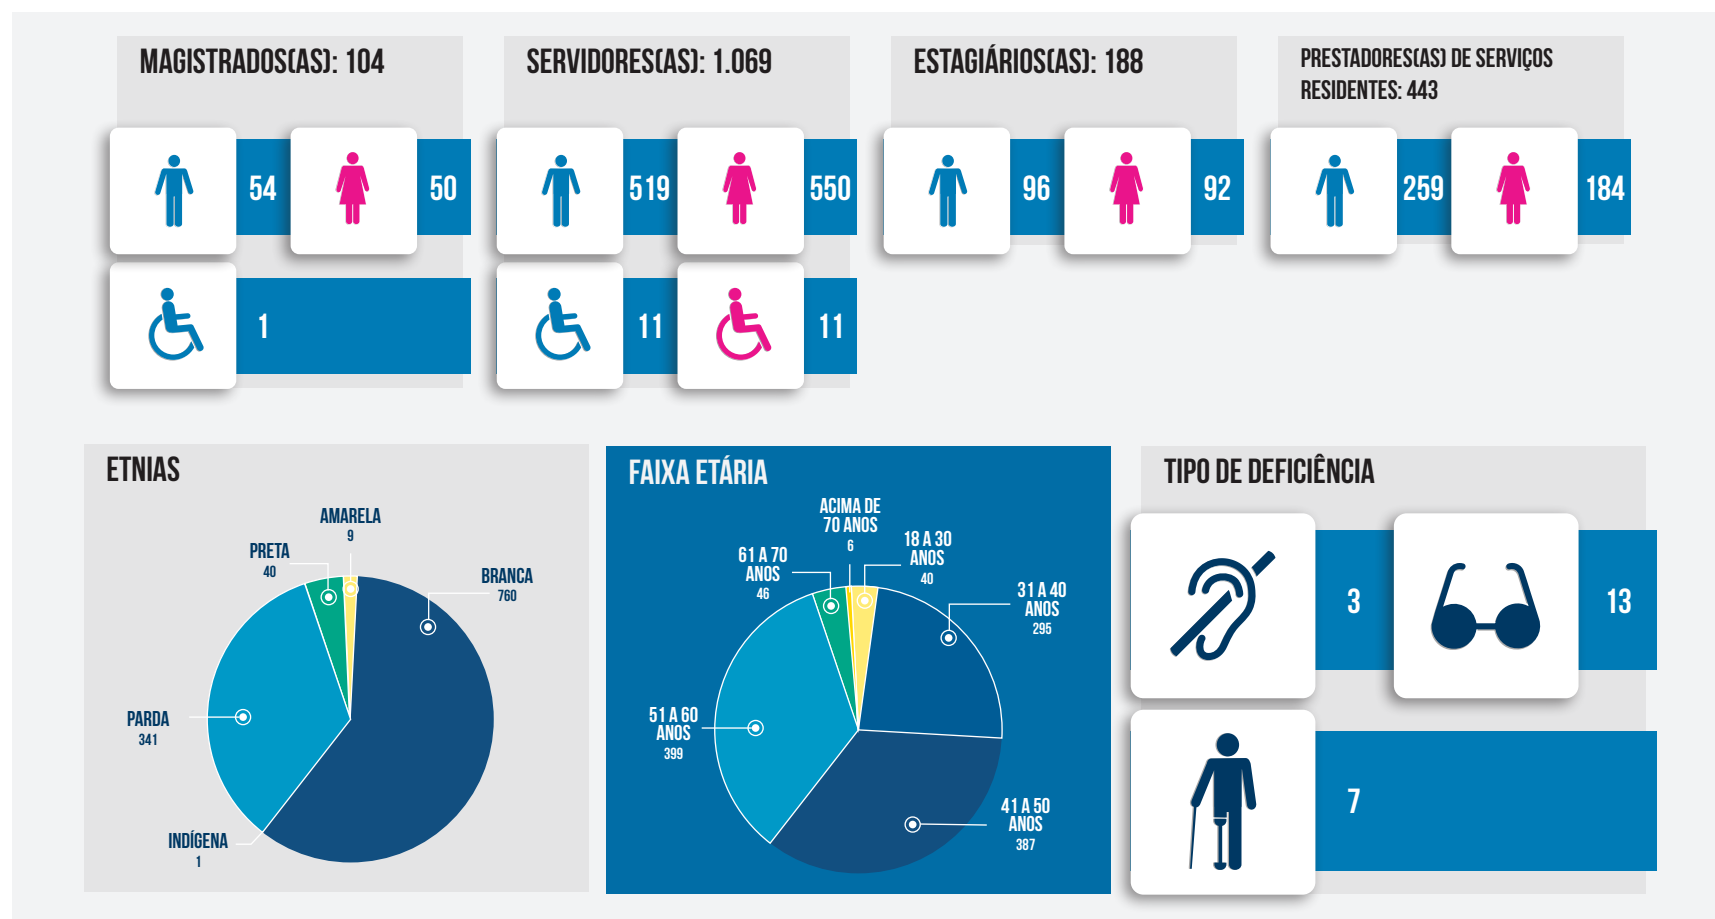 MAGISTRADOS(AS): 104
54
50
1
SERVIDORES(AS): 1.069
519
550
11
11
ESTAGIÁRIOS(AS): 188
96
92
PRESTADORES(AS) DE SERVIÇOS
RESIDENTES: 443
259
184
ETNIAS
AMARELA
9
PRETA
40
BRANCA
760
PARDA
341
INDÍGENA
1
FAIXA ETÁRIA
ACIMA DE
70 ANOS
6
18 A 30
ANOS
40
61 A 70
ANOS
46
31 A 40
ANOS
295
51 A 60
ANOS
399
41 A 50
ANOS
387
TIPO DE DEFICIÊNCIA
3
13
7